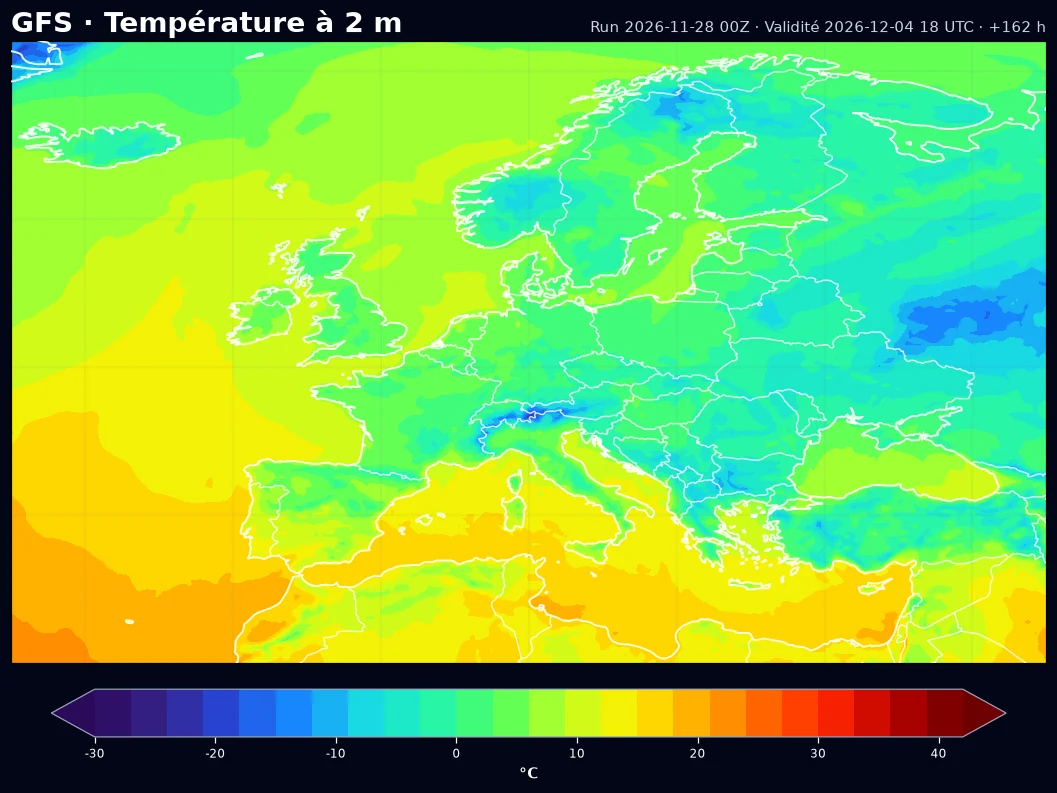 GFS · Température à 2 m
Run 2026-11-28 00Z · Validité 2026-12-04 18 UTC · +162 h
-30 -20 -10 0 10 20 30 40
°C